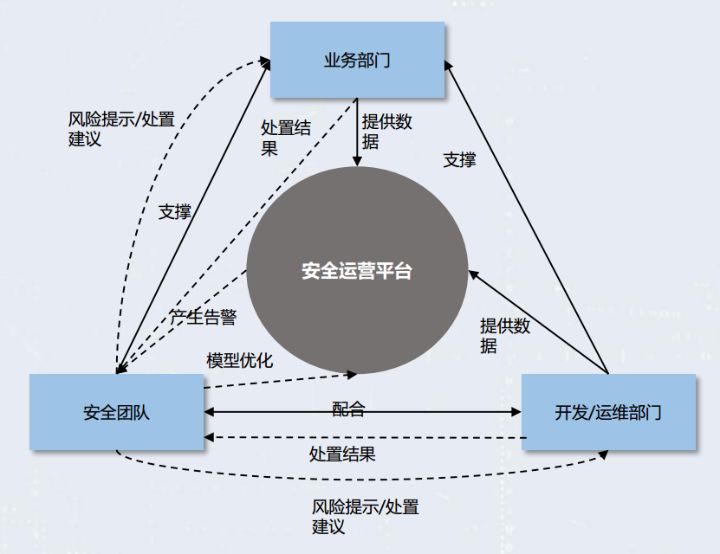 业务部门
风险提示/处置
建议
处置结
果
提供数
据
支撑
支撑
安全运营平台
产生告警
提供数
据
模型优化
安全团队
配合
开发/运维部门
处置结果
风险提示/处置
建议